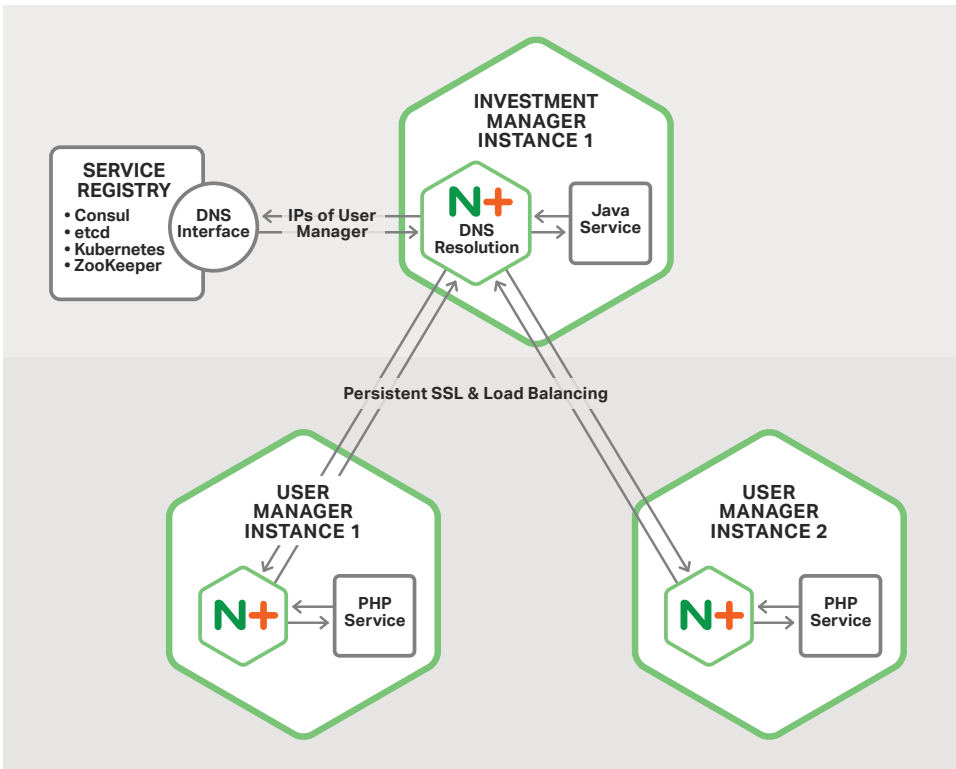 INVESTMENT
MANAGER
INSTANCE 1
SERVICE
REGISTRY
• Consul
• etcd
• Kubernetes
• ZooKeeper
DNS
Interface
IPs of User
Manager
N+
DNS
Resolution
Java
Service
Persistent SSL & Load Balancing
USER
MANAGER
INSTANCE 1
N+
PHP
Service
USER
MANAGER
INSTANCE 2
N+
PHP
Service